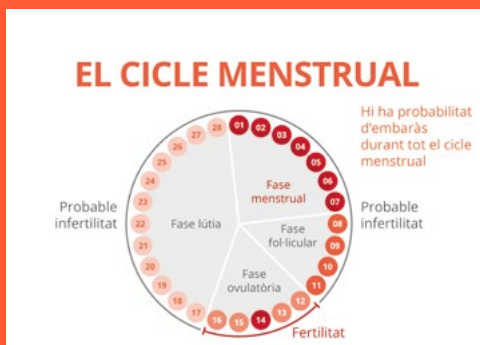 EL CICLE MENSTRUAL
Hi ha probabilitat
d'embaràs
durant tot el cicle
menstrual
01
02
03
04
05
06
07
08
09
10
11
12
13
14
15
16
17
18
19
20
21
22
23
24
25
26
27
28
Fase
menstrual
Probable
infertilitat
Fase lútia
Fase
fol·licular
Probable
infertilitat
Fase
ovulatòria
Fertilitat